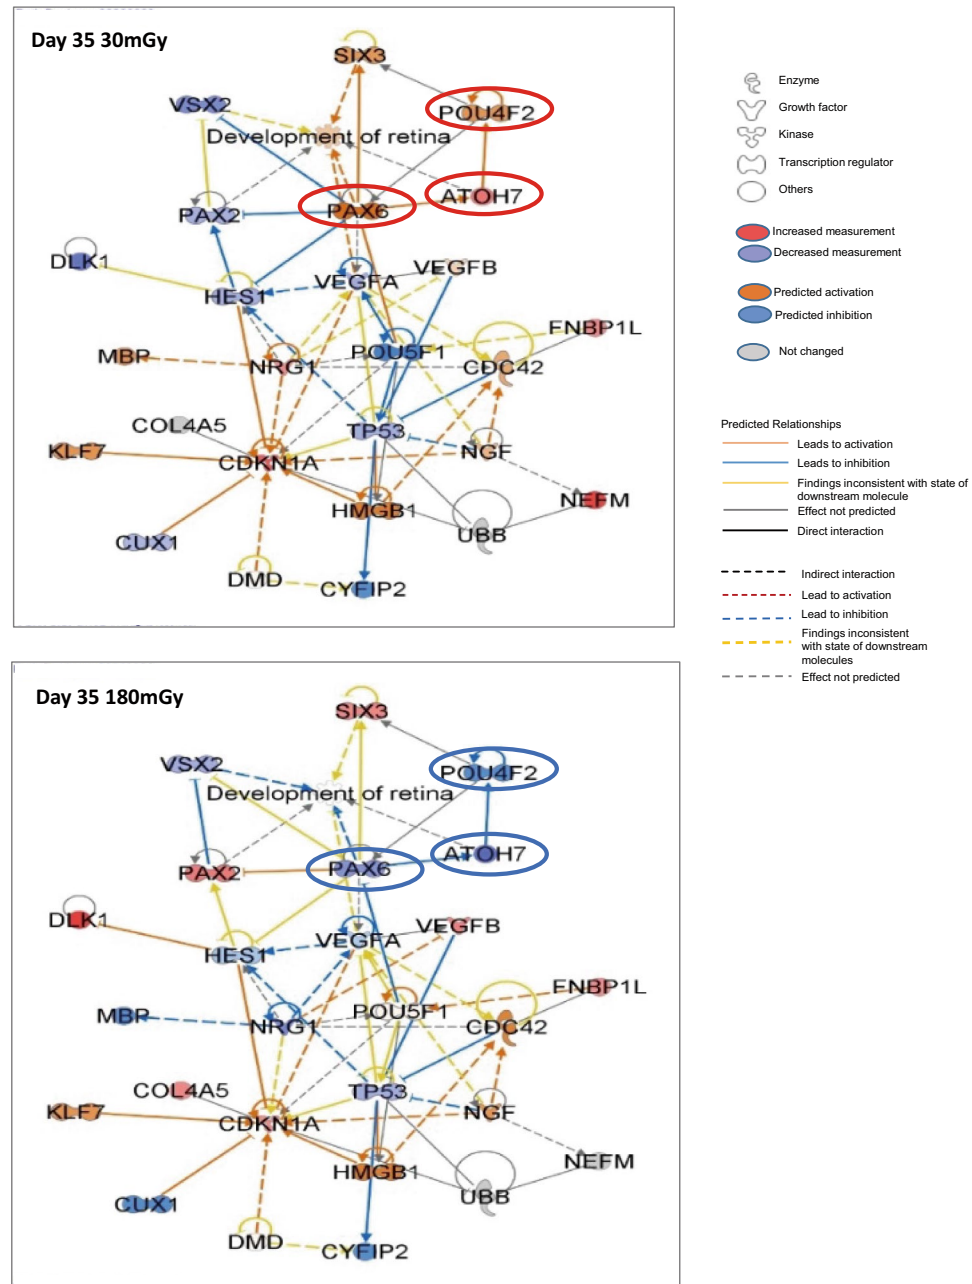 Day 35 30mGy
SIX3
VSX2
POU4F2
Development of retina
ATOH7
PAX6
PAX2
DLK1
VEGFB
VEGFA
HES1
FNBP1L
MBP
POU5F1
NRG1
CDC42
COL4A5
TP53
KLF7
NGF
CDKN1A
NEFM
HMGB1
UBB
CUX1
DMD
CYFIP2
Enzyme
Growth factor
Kinase
Transcription regulator
Others
Increased measurement
Decreased measurement
Predicted activation
Predicted inhibition
Not changed
Predicted Relationships
Leads to activation
Leads to inhibition
Findings inconsistent with state of
downstream molecule
Effect not predicted
Direct interaction
Indirect interaction
Lead to activation
Lead to inhibition
Findings inconsistent
with state of downstream
molecules
Effect not predicted
Day 35 180mGy
SIX3
VSX2
POU4F2
Development of retina
ATOH7
PAX6
PAX2
DLK1
VEGFB
VEGFA
HES1
FNBP1L
MBP
POU5F1
NRG1
CDC42
COL4A5
TP53
KLF7
NGF
CDKN1A
NEFM
HMGB1
UBB
CUX1
DMD
CYFIP2